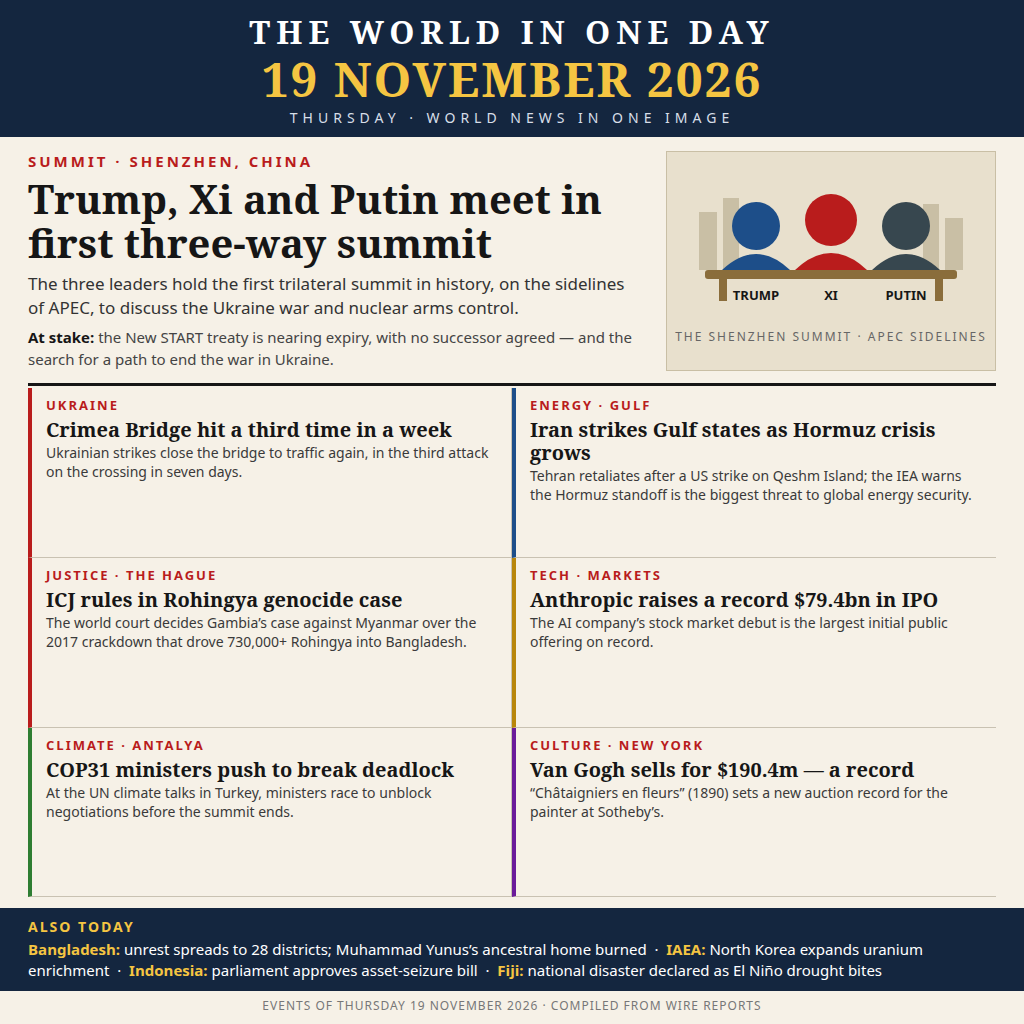 THE WORLD IN ONE DAY
19 NOVEMBER 2026
THURSDAY · WORLD NEWS IN ONE IMAGE
SUMMIT · SHENZHEN, CHINA
Trump, Xi and Putin meet in
first three-way summit
The three leaders hold the first trilateral summit in history, on the sidelines
of APEC, to discuss the Ukraine war and nuclear arms control.
At stake: the New START treaty is nearing expiry, with no successor agreed — and the
search for a path to end the war in Ukraine.
TRUMP XI PUTIN
THE SHENZHEN SUMMIT · APEC SIDELINES
UKRAINE
Crimea Bridge hit a third time in a week
Ukrainian strikes close the bridge to traffic again, in the third attack
on the crossing in seven days.
ENERGY · GULF
Iran strikes Gulf states as Hormuz crisis
grows
Tehran retaliates after a US strike on Qeshm Island; the IEA warns
the Hormuz standoff is the biggest threat to global energy security.
JUSTICE · THE HAGUE
ICJ rules in Rohingya genocide case
The world court decides Gambia’s case against Myanmar over the
2017 crackdown that drove 730,000+ Rohingya into Bangladesh.
TECH · MARKETS
Anthropic raises a record $79.4bn in IPO
The AI company’s stock market debut is the largest initial public
offering on record.
CLIMATE · ANTALYA
COP31 ministers push to break deadlock
At the UN climate talks in Turkey, ministers race to unblock
negotiations before the summit ends.
CULTURE · NEW YORK
Van Gogh sells for $190.4m — a record
“Châtaigniers en fleurs” (1890) sets a new auction record for the
painter at Sotheby’s.
ALSO TODAY
Bangladesh: unrest spreads to 28 districts; Muhammad Yunus’s ancestral home burned · IAEA: North Korea expands uranium
enrichment · Indonesia: parliament approves asset-seizure bill · Fiji: national disaster declared as El Niño drought bites
EVENTS OF THURSDAY 19 NOVEMBER 2026 · COMPILED FROM WIRE REPORTS